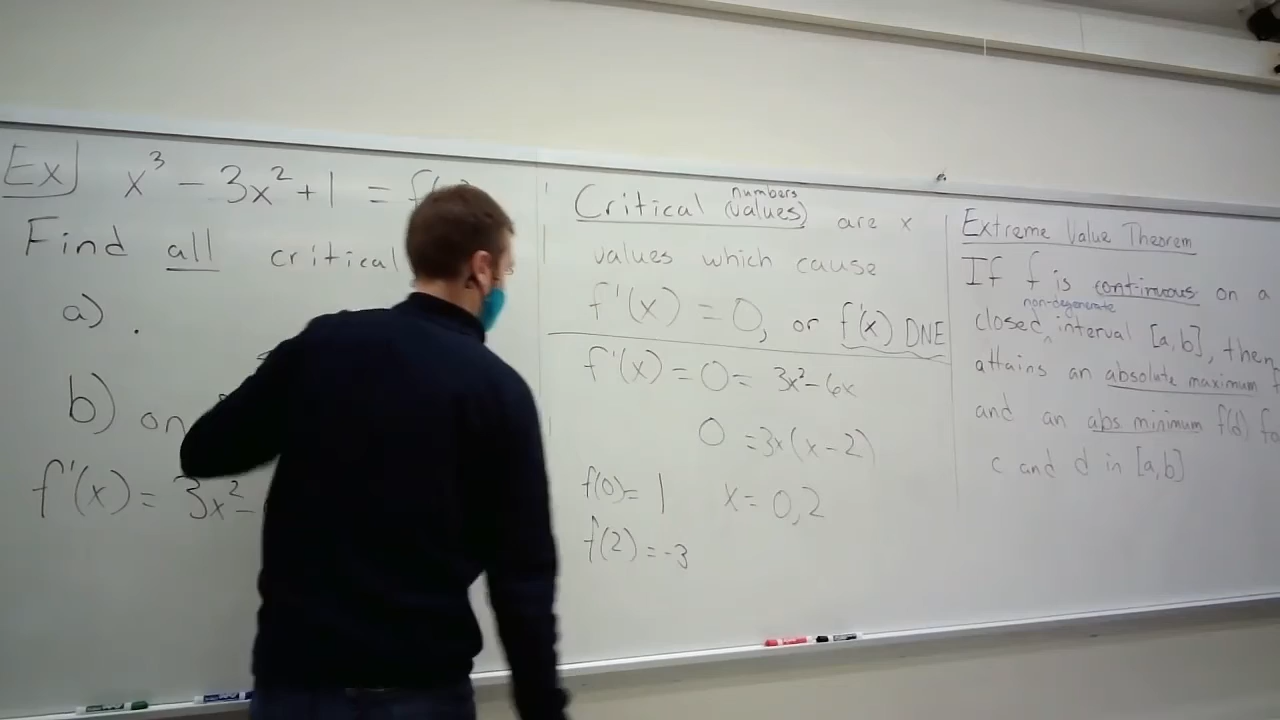 Ex] x³ - 3x² + 1 =
Find all critical
a) .
b) on
f'(x) = 3x² -
Critical numbers (values) are x
values which cause
f'(x) = 0, or f'(x) DNE
f'(x) = 0 = 3x² - 6x
0 = 3x(x - 2)
f(0) = 1 x = 0, 2
f(2) = -3
Extreme Value Theorem
If f is continuous on a
non-degenerate
closed ^ interval [a,b], then
attains an absolute maximum
and an abs minimum f(d)
c and d in [a,b]